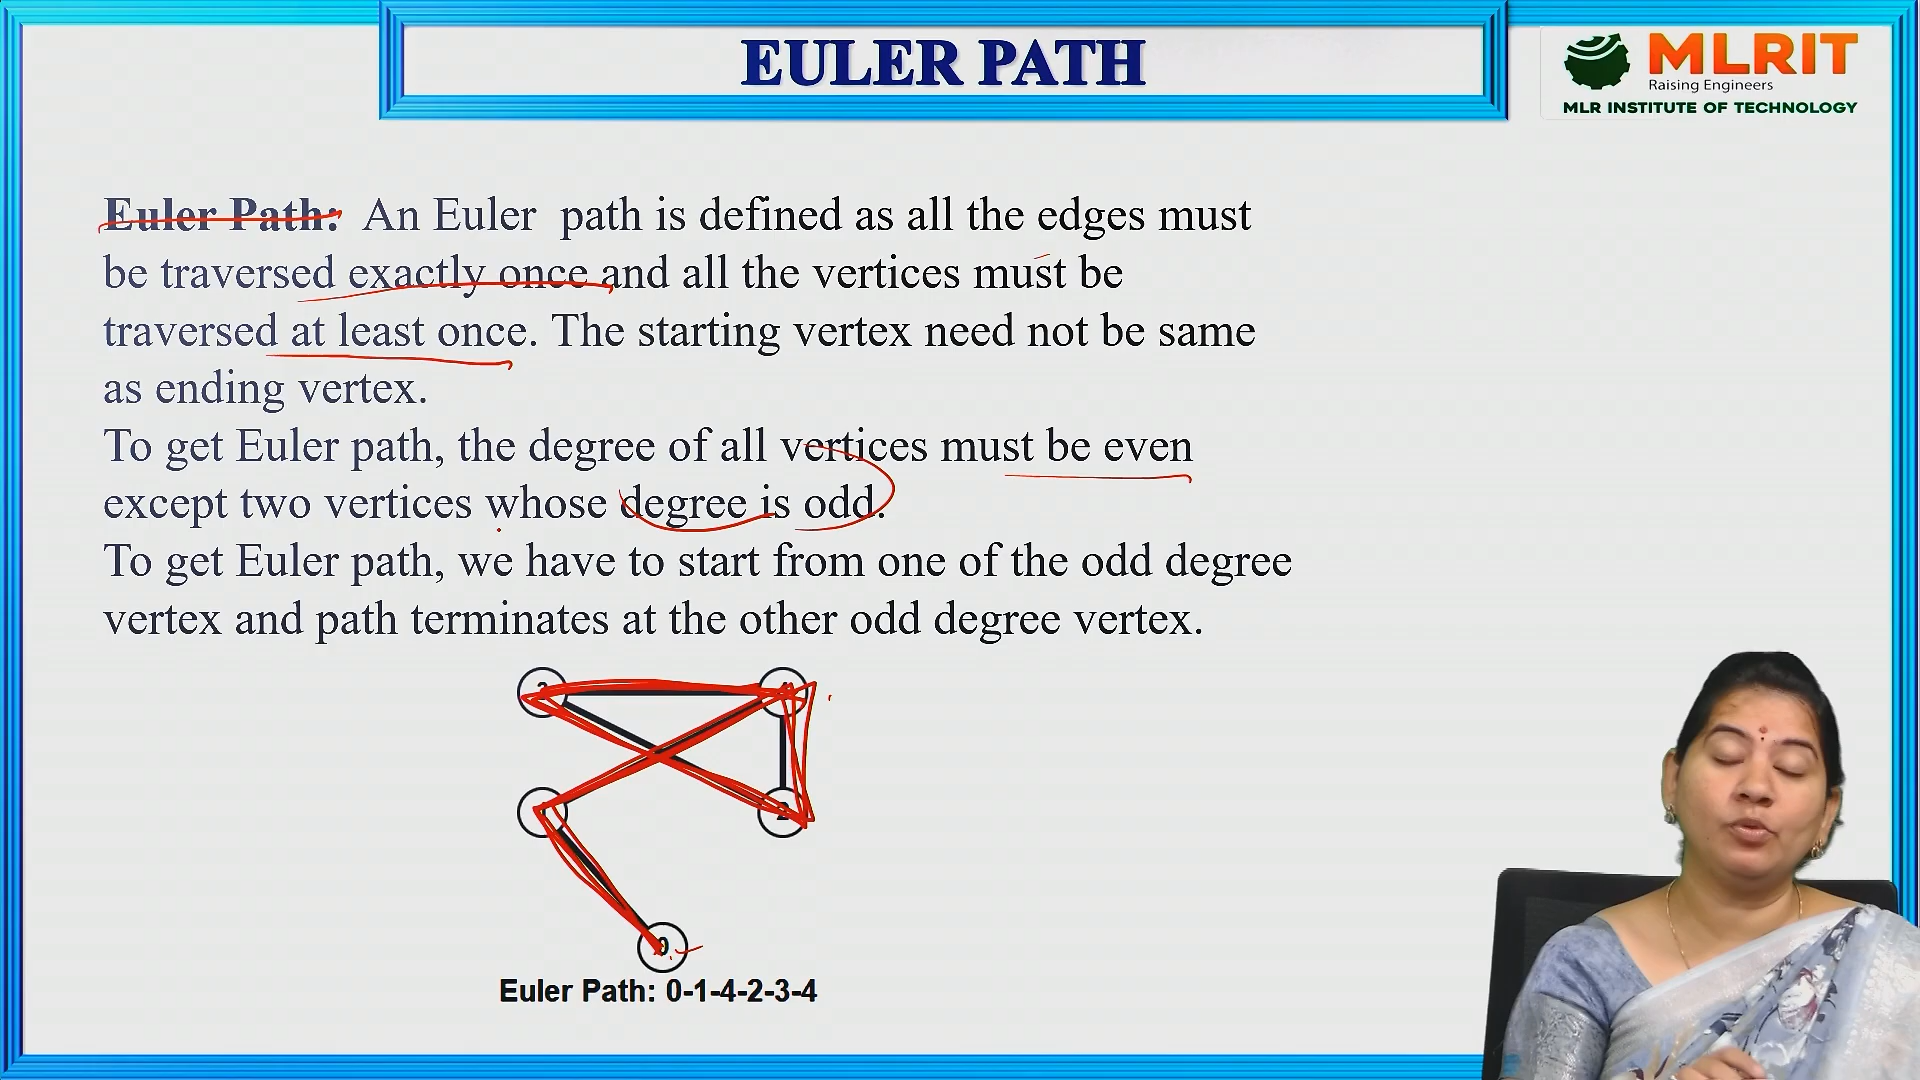 EULER PATH
MLRIT
Raising Engineers
MLR INSTITUTE OF TECHNOLOGY
Euler Path: An Euler path is defined as all the edges must
be traversed exactly once and all the vertices must be
traversed at least once. The starting vertex need not be same
as ending vertex.
To get Euler path, the degree of all vertices must be even
except two vertices whose degree is odd.
To get Euler path, we have to start from one of the odd degree
vertex and path terminates at the other odd degree vertex.
2
0
Euler Path: 0-1-4-2-3-4